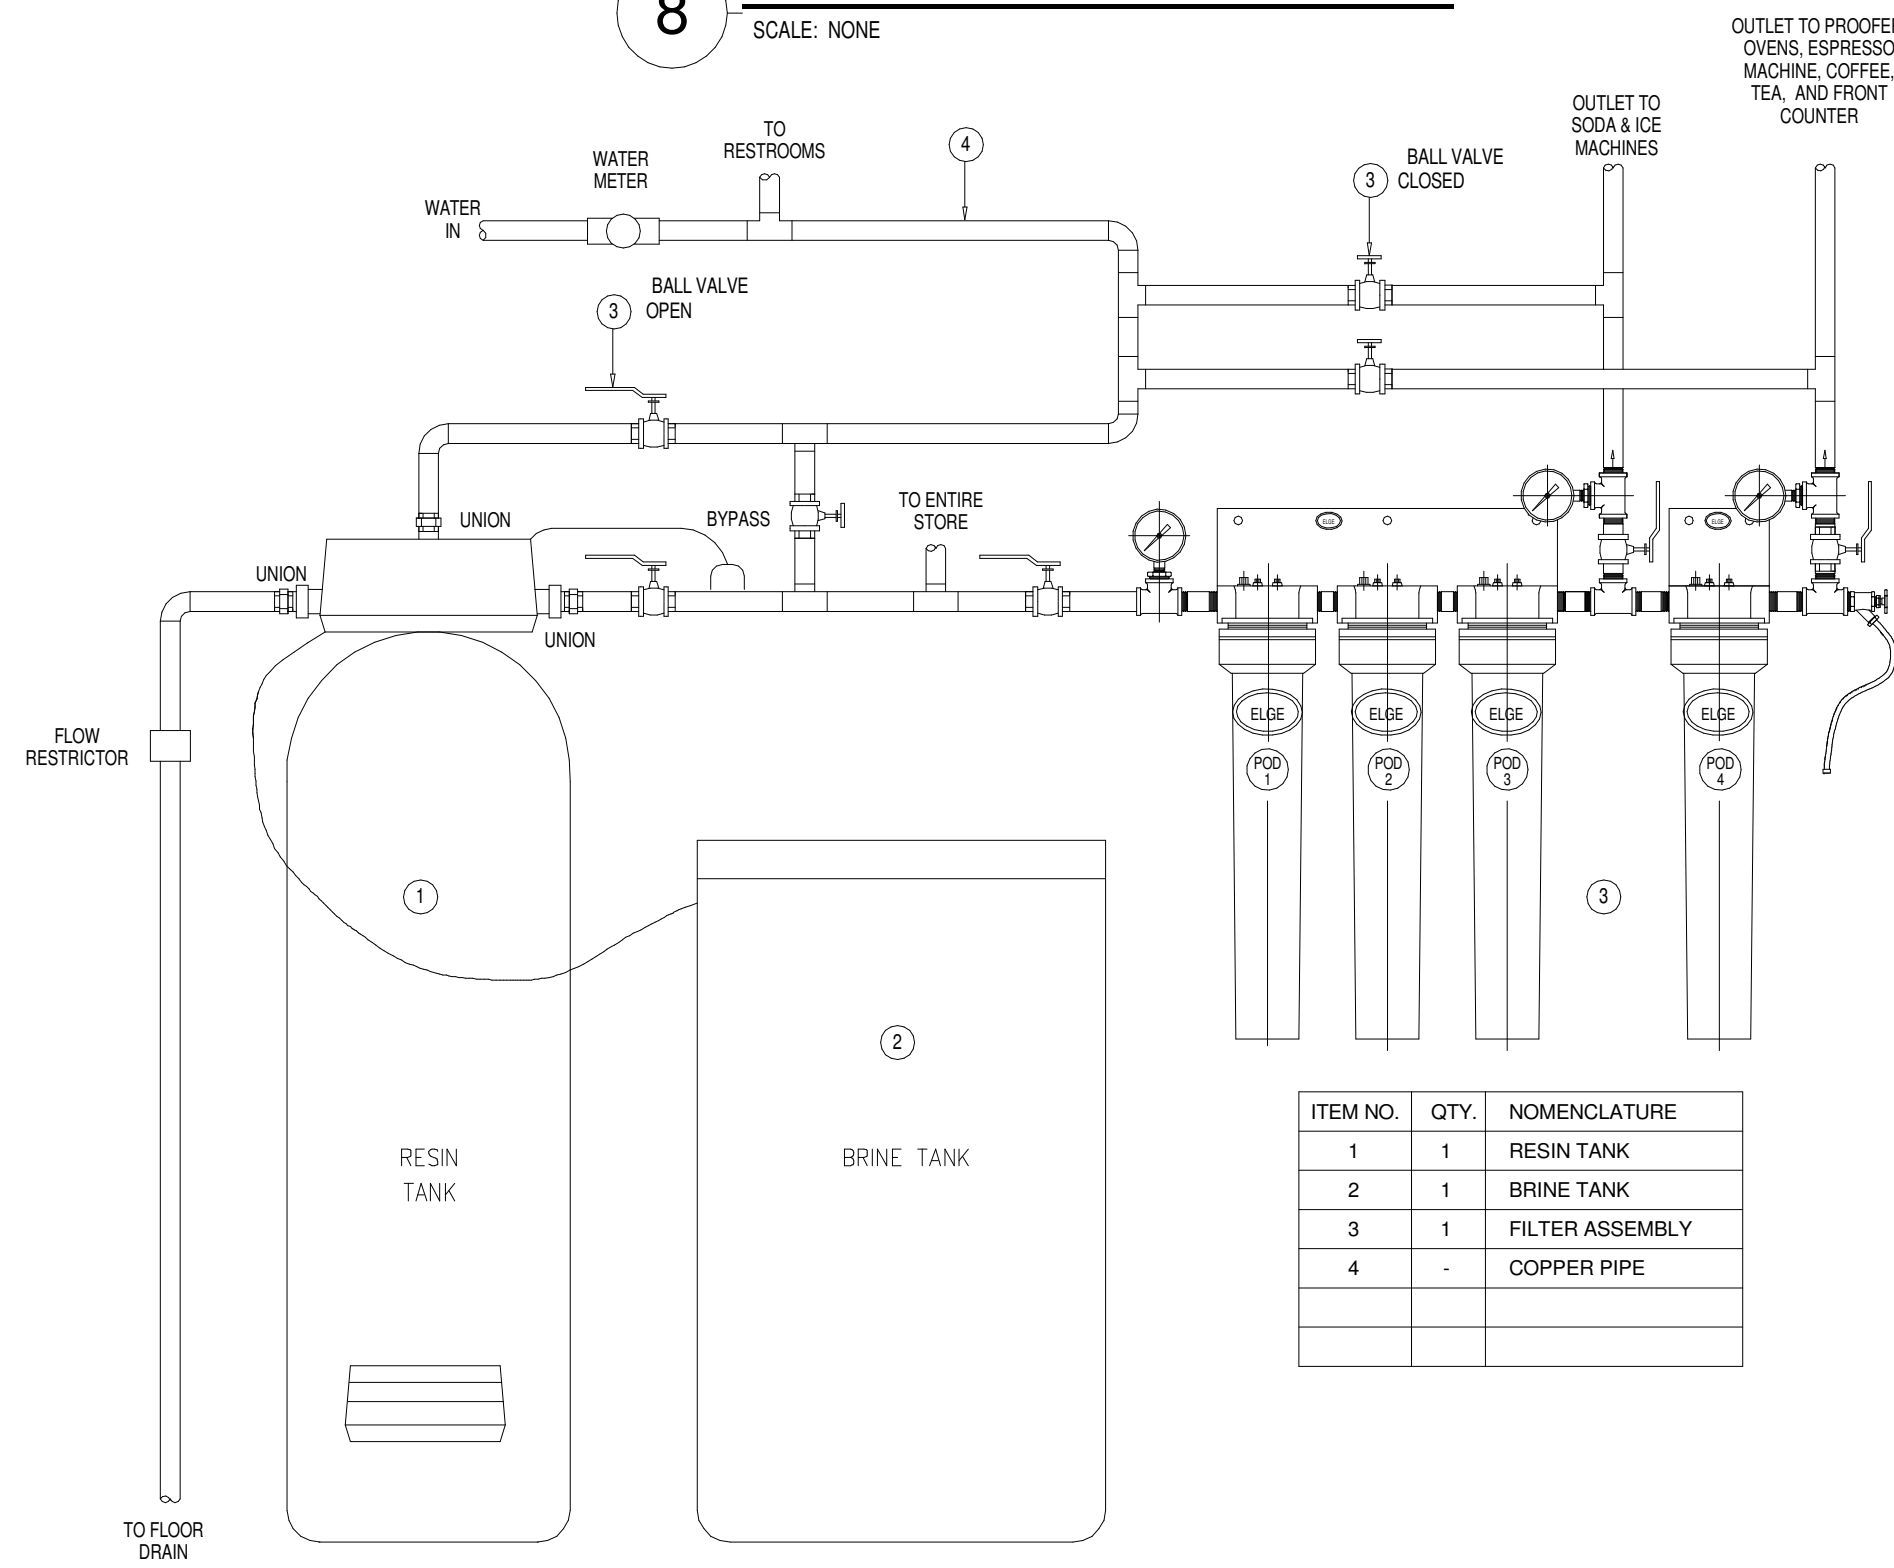 8
SCALE: NONE
OUTLET TO PROOFER
OVENS, ESPRESSO
MACHINE, COFFEE,
TEA, AND FRONT
COUNTER
OUTLET TO
SODA & ICE
MACHINES
TO
RESTROOMS
4
WATER
METER
BALL VALVE
3 CLOSED
WATER
IN
BALL VALVE
3 OPEN
TO ENTIRE
STORE
UNION
BYPASS
ELGE
ELGE
UNION
UNION
ELGE
ELGE
ELGE
ELGE
FLOW
RESTRICTOR
POD
1
POD
2
POD
3
POD
4
1
3
2
RESIN
TANK
BRINE TANK
ITEM NO. QTY. NOMENCLATURE
1 1 RESIN TANK
2 1 BRINE TANK
3 1 FILTER ASSEMBLY
4 - COPPER PIPE
TO FLOOR
DRAIN